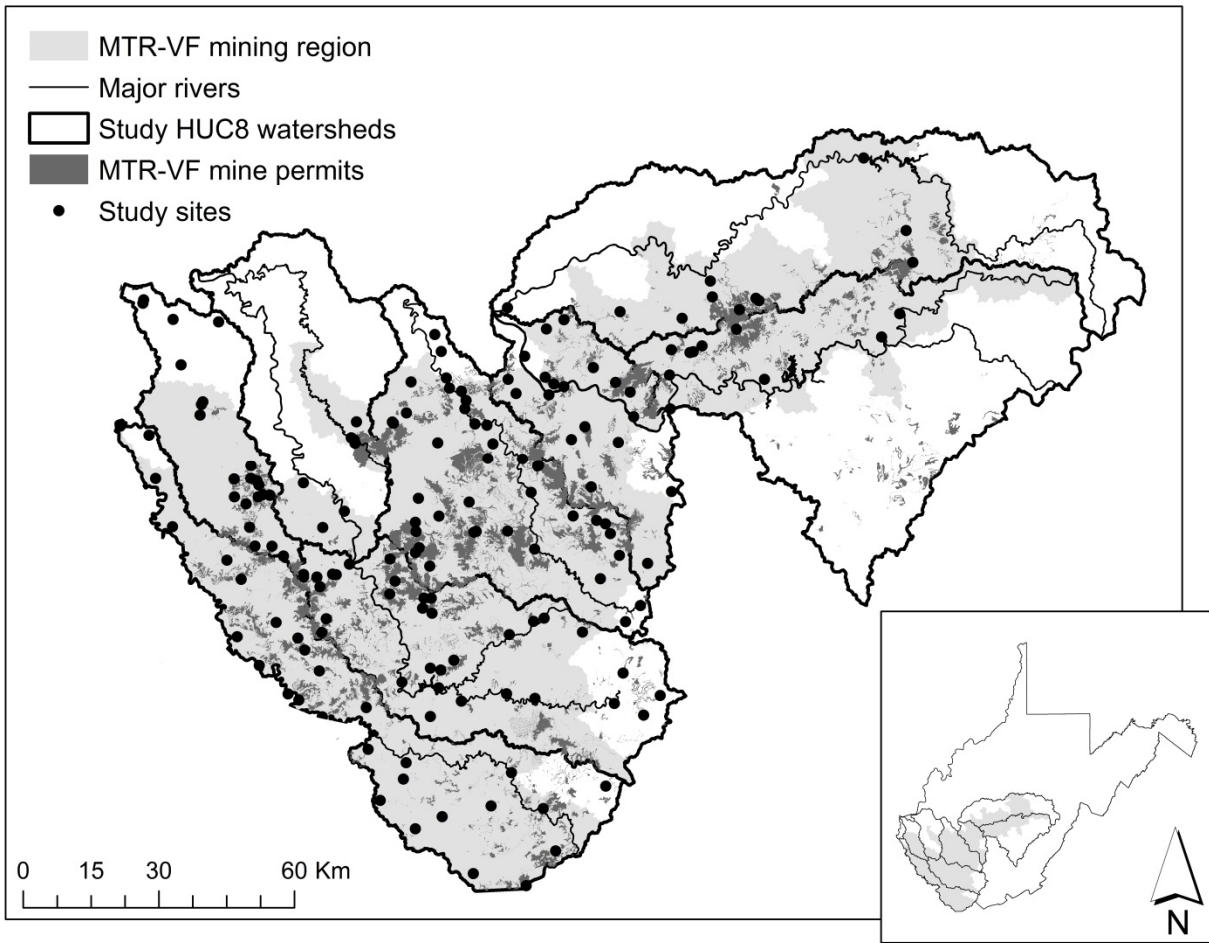 MTR-VF mining region
Major rivers
Study HUC8 watersheds
MTR-VF mine permits
Study sites
0 15 30 60 Km
N